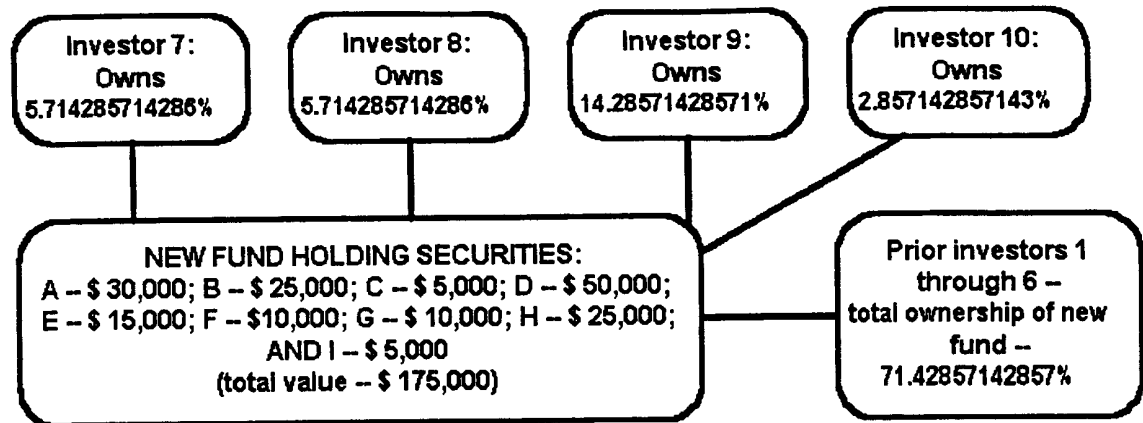 Investor 7:
Owns
5.714285714286%
Investor 8:
Owns
5.714285714286%
Investor 9:
Owns
14.28571428571%
Investor 10:
Owns
2.857142857143%
NEW FUND HOLDING SECURITIES:
A -- $ 30,000; B -- $ 25,000; C -- $ 5,000; D -- $ 50,000;
E -- $ 15,000; F -- $10,000; G -- $ 10,000; H -- $ 25,000;
AND I -- $ 5,000
(total value -- $ 175,000)
Prior investors 1
through 6 --
total ownership of new
fund --
71.42857142857%